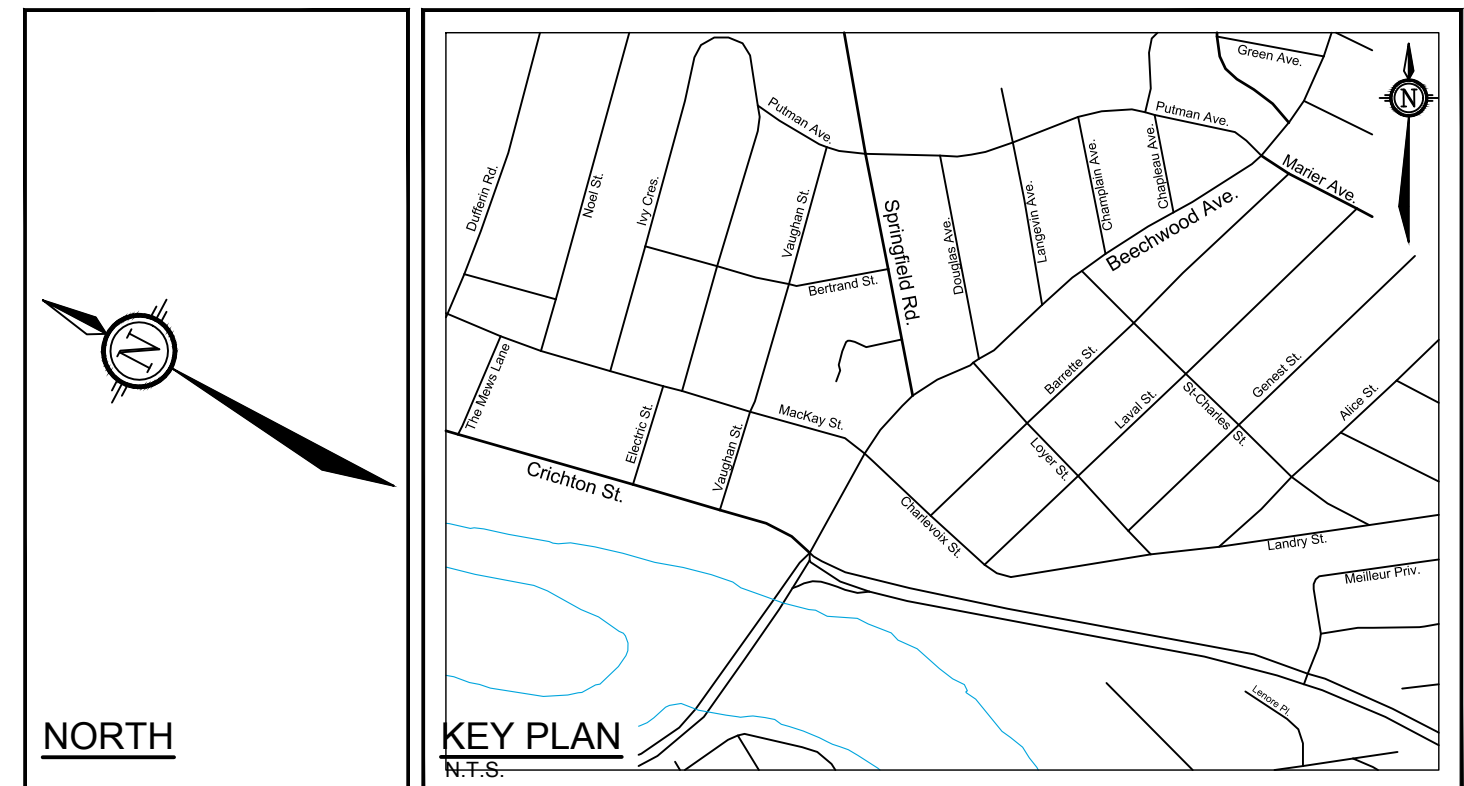 N
NORTH
Green Ave.
N
Putman Ave.
Putman Ave.
Dufferin Rd.
Noel St.
Ivy Cres.
Vaughan St.
Springfield Rd.
Douglas Ave.
Langevin Ave.
Champlain Ave.
Chapleau Ave.
Marier Ave.
Beechwood Ave.
Bertrand St.
The Mews Lane
Electric St.
Vaughan St.
MacKay St.
Barrette St.
Laval St.
St-Charles St.
Genest St.
Alice St.
Loyer St.
Crichton St.
Charlevoix St.
Landry St.
Meilleur Priv.
Lenore Pl.
KEY PLAN
N.T.S.